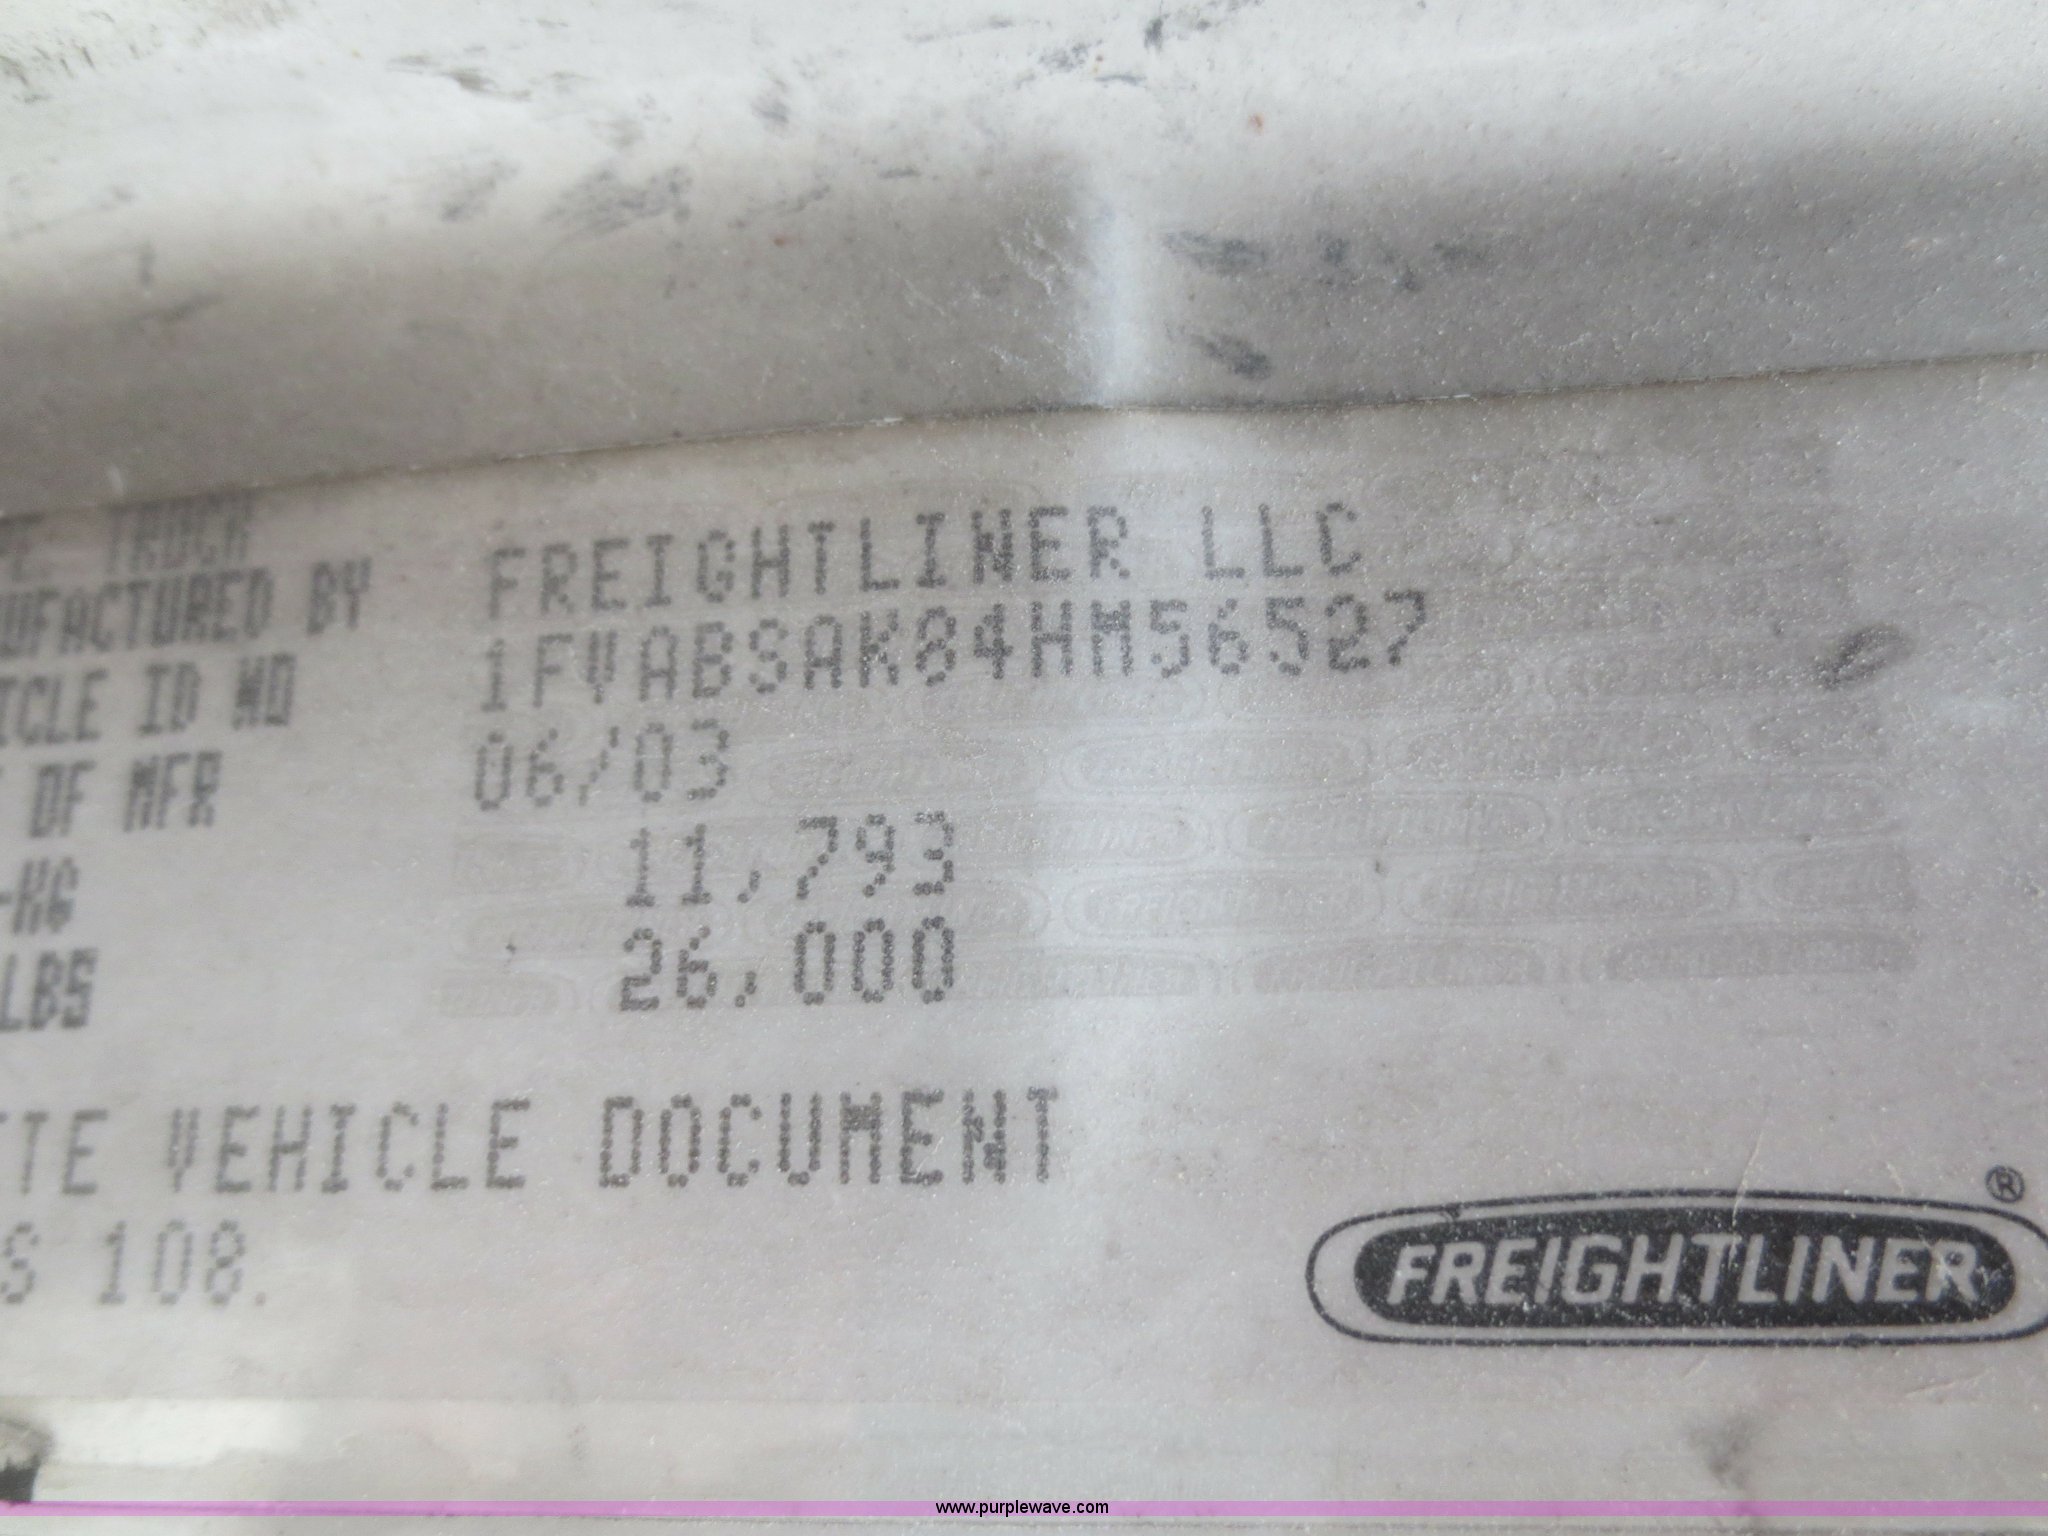 TRUCK
UFACTURED BY FREIGHTLINER LLC
ICLE ID NO 1FVABSAK84HM56527
OF MFR 06/03
-KG 11,793
LBS 26,000
TE VEHICLE DOCUMENT
S 108.
FREIGHTLINER ®
www.purplewave.com